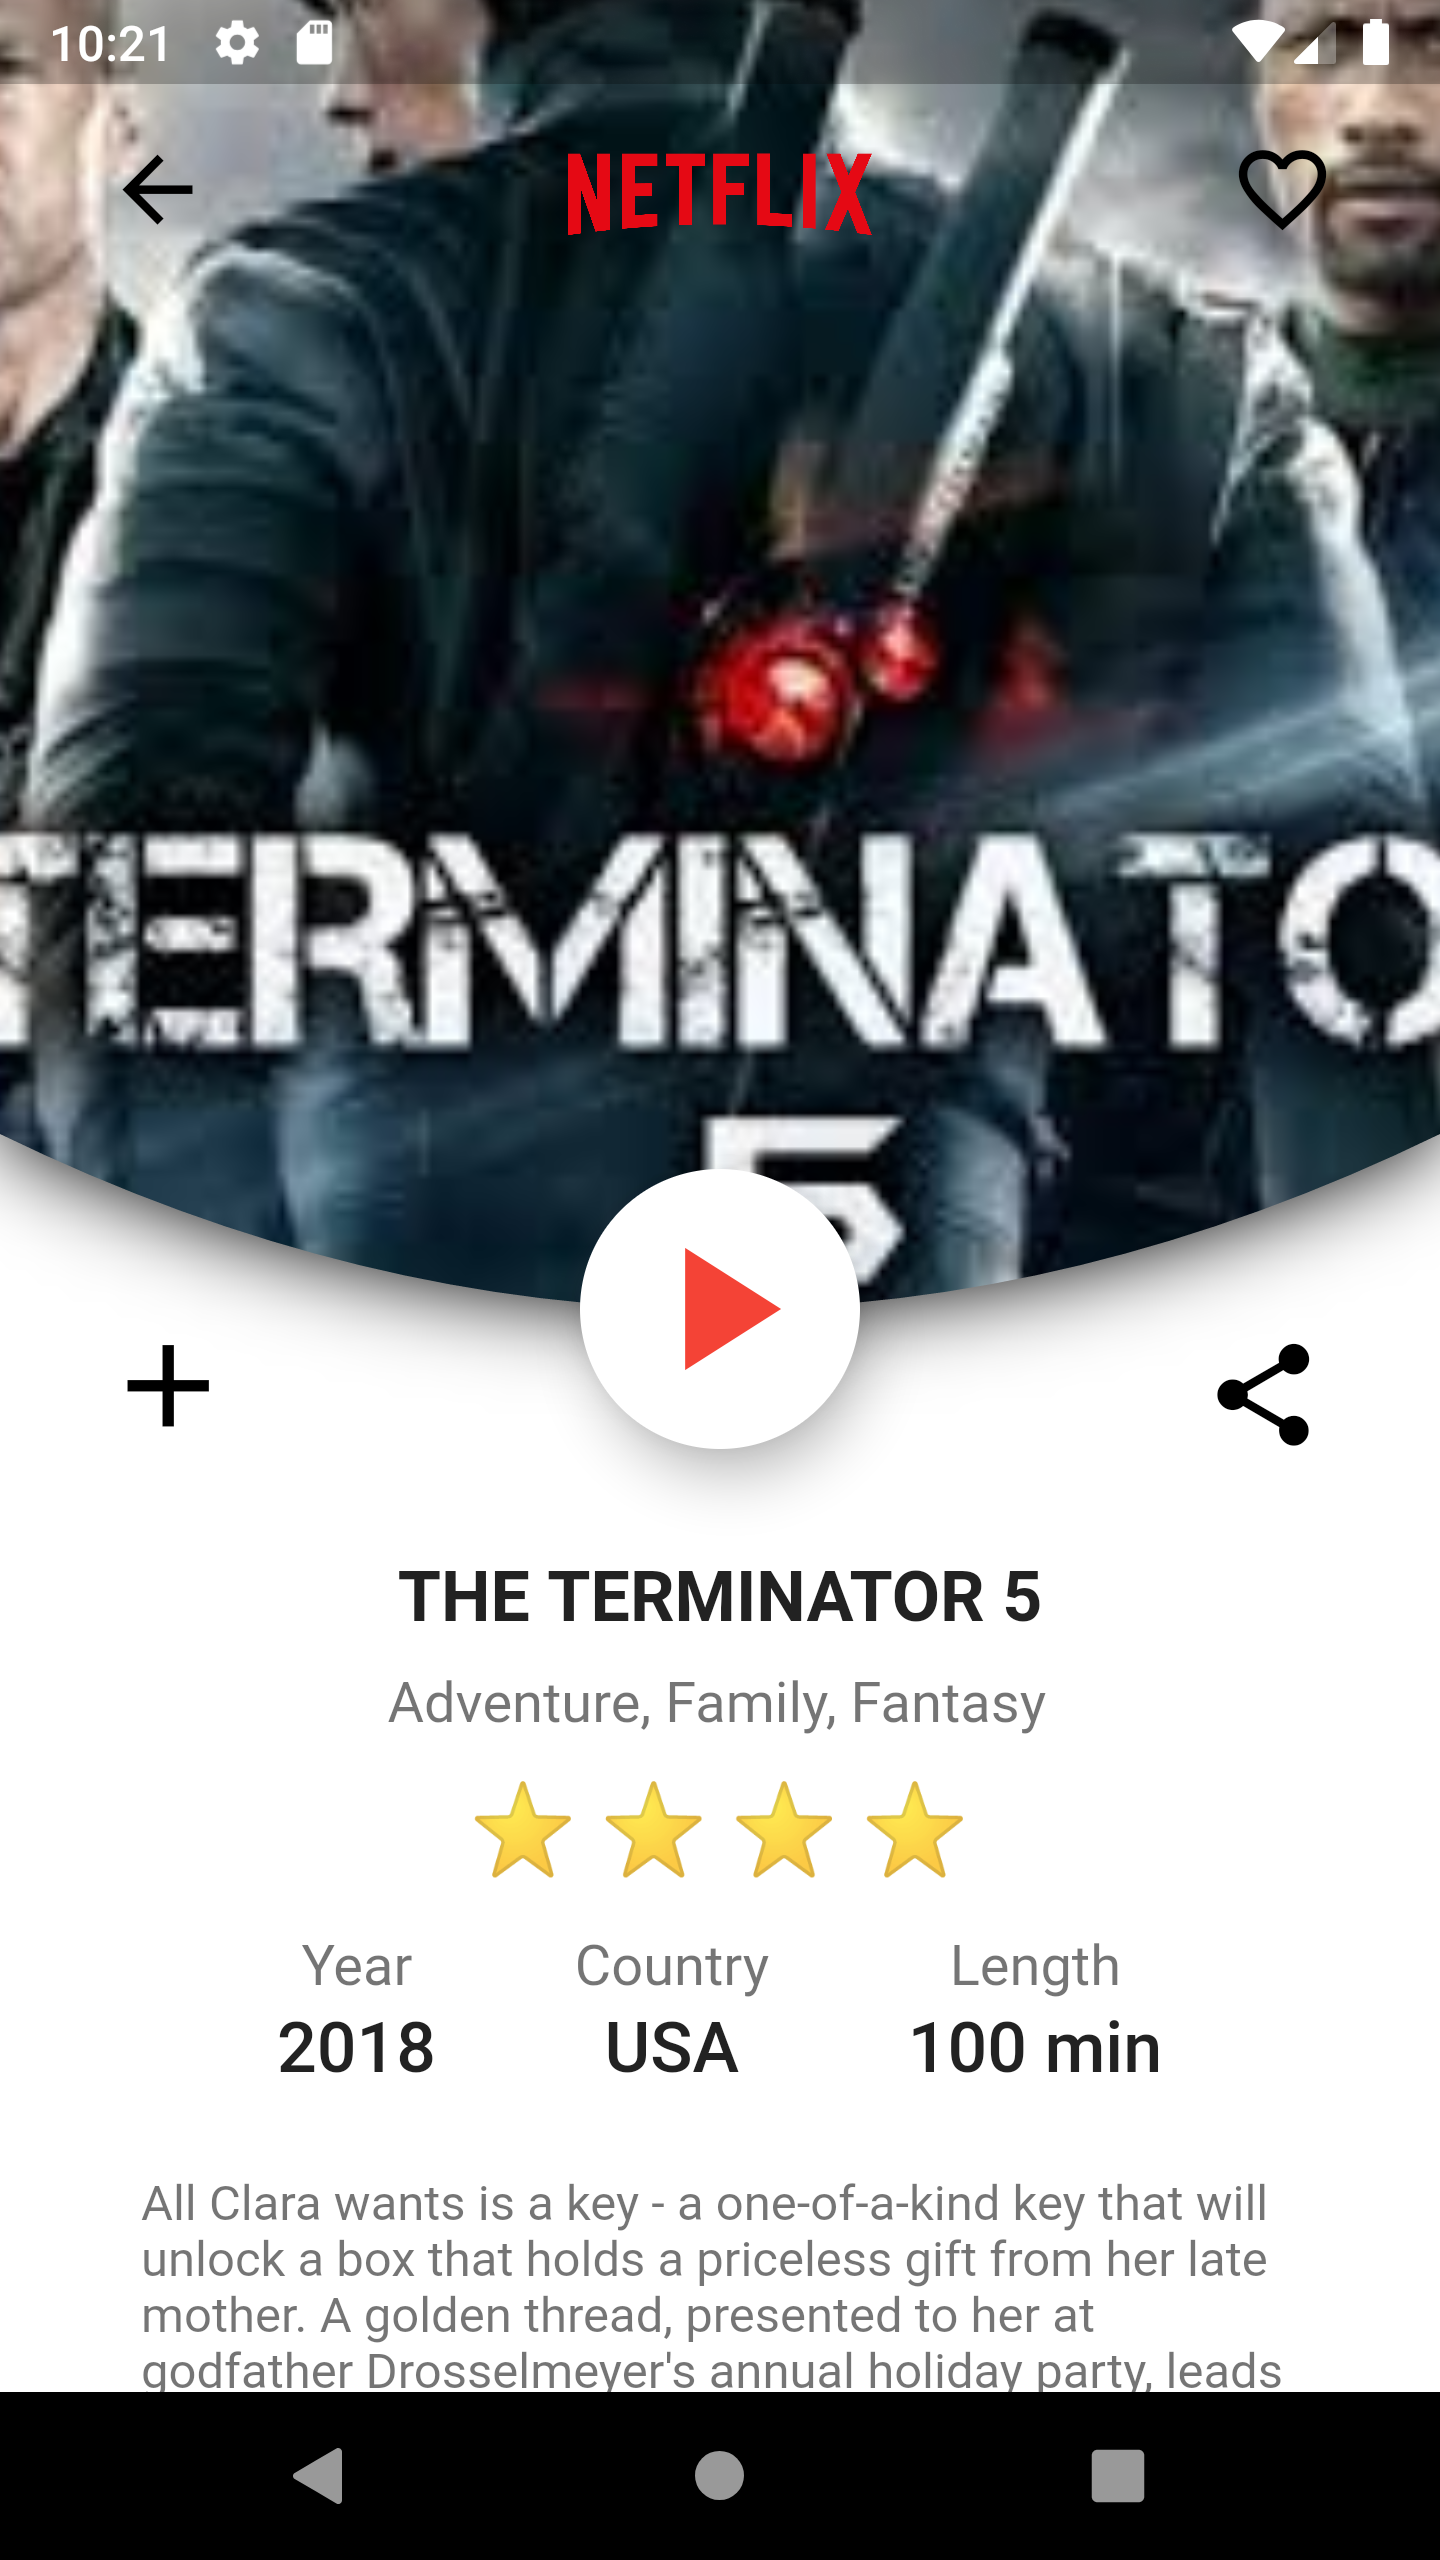 10:21
NETFLIX
TERMINATO
5
THE TERMINATOR 5
Adventure, Family, Fantasy
Year Country Length
2018 USA 100 min
All Clara wants is a key - a one-of-a-kind key that will
unlock a box that holds a priceless gift from her late
mother. A golden thread, presented to her at
godfather Drosselmeyer's annual holiday party, leads